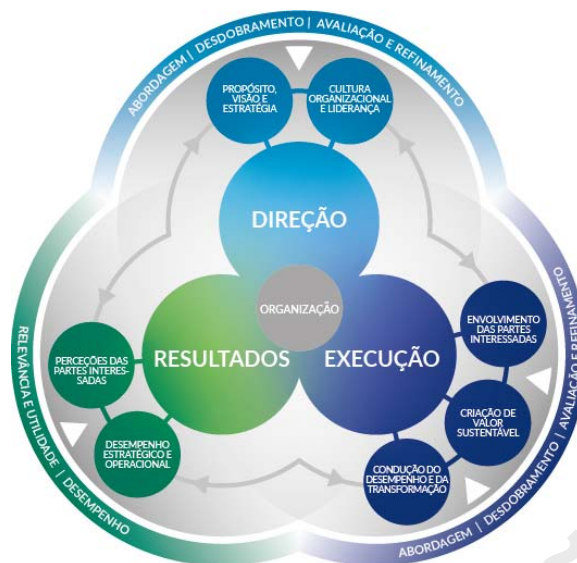 ABORDAGEM | DESDOBRAMENTO | AVALIAÇÃO E REFINAMENTO
PROPÓSITO,
VISÃO E
ESTRATÉGIA
CULTURA
ORGANIZACIONAL
E LIDERANÇA
DIREÇÃO
ORGANIZAÇÃO
RESULTADOS
EXECUÇÃO
PERCEÇÕES DAS
PARTES INTERES-
SADAS
DESEMPENHO
ESTRATÉGICO E
OPERACIONAL
ENVOLVIMENTO
DAS PARTES
INTERESSADAS
CRIAÇÃO DE
VALOR
SUSTENTÁVEL
CONDUÇÃO DO
DESEMPENHO E DA
TRANSFORMAÇÃO
RELEVÂNCIA E UTILIDADE | DESEMPENHO
ABORDAGEM | DESDOBRAMENTO | AVALIAÇÃO E REFINAMENTO